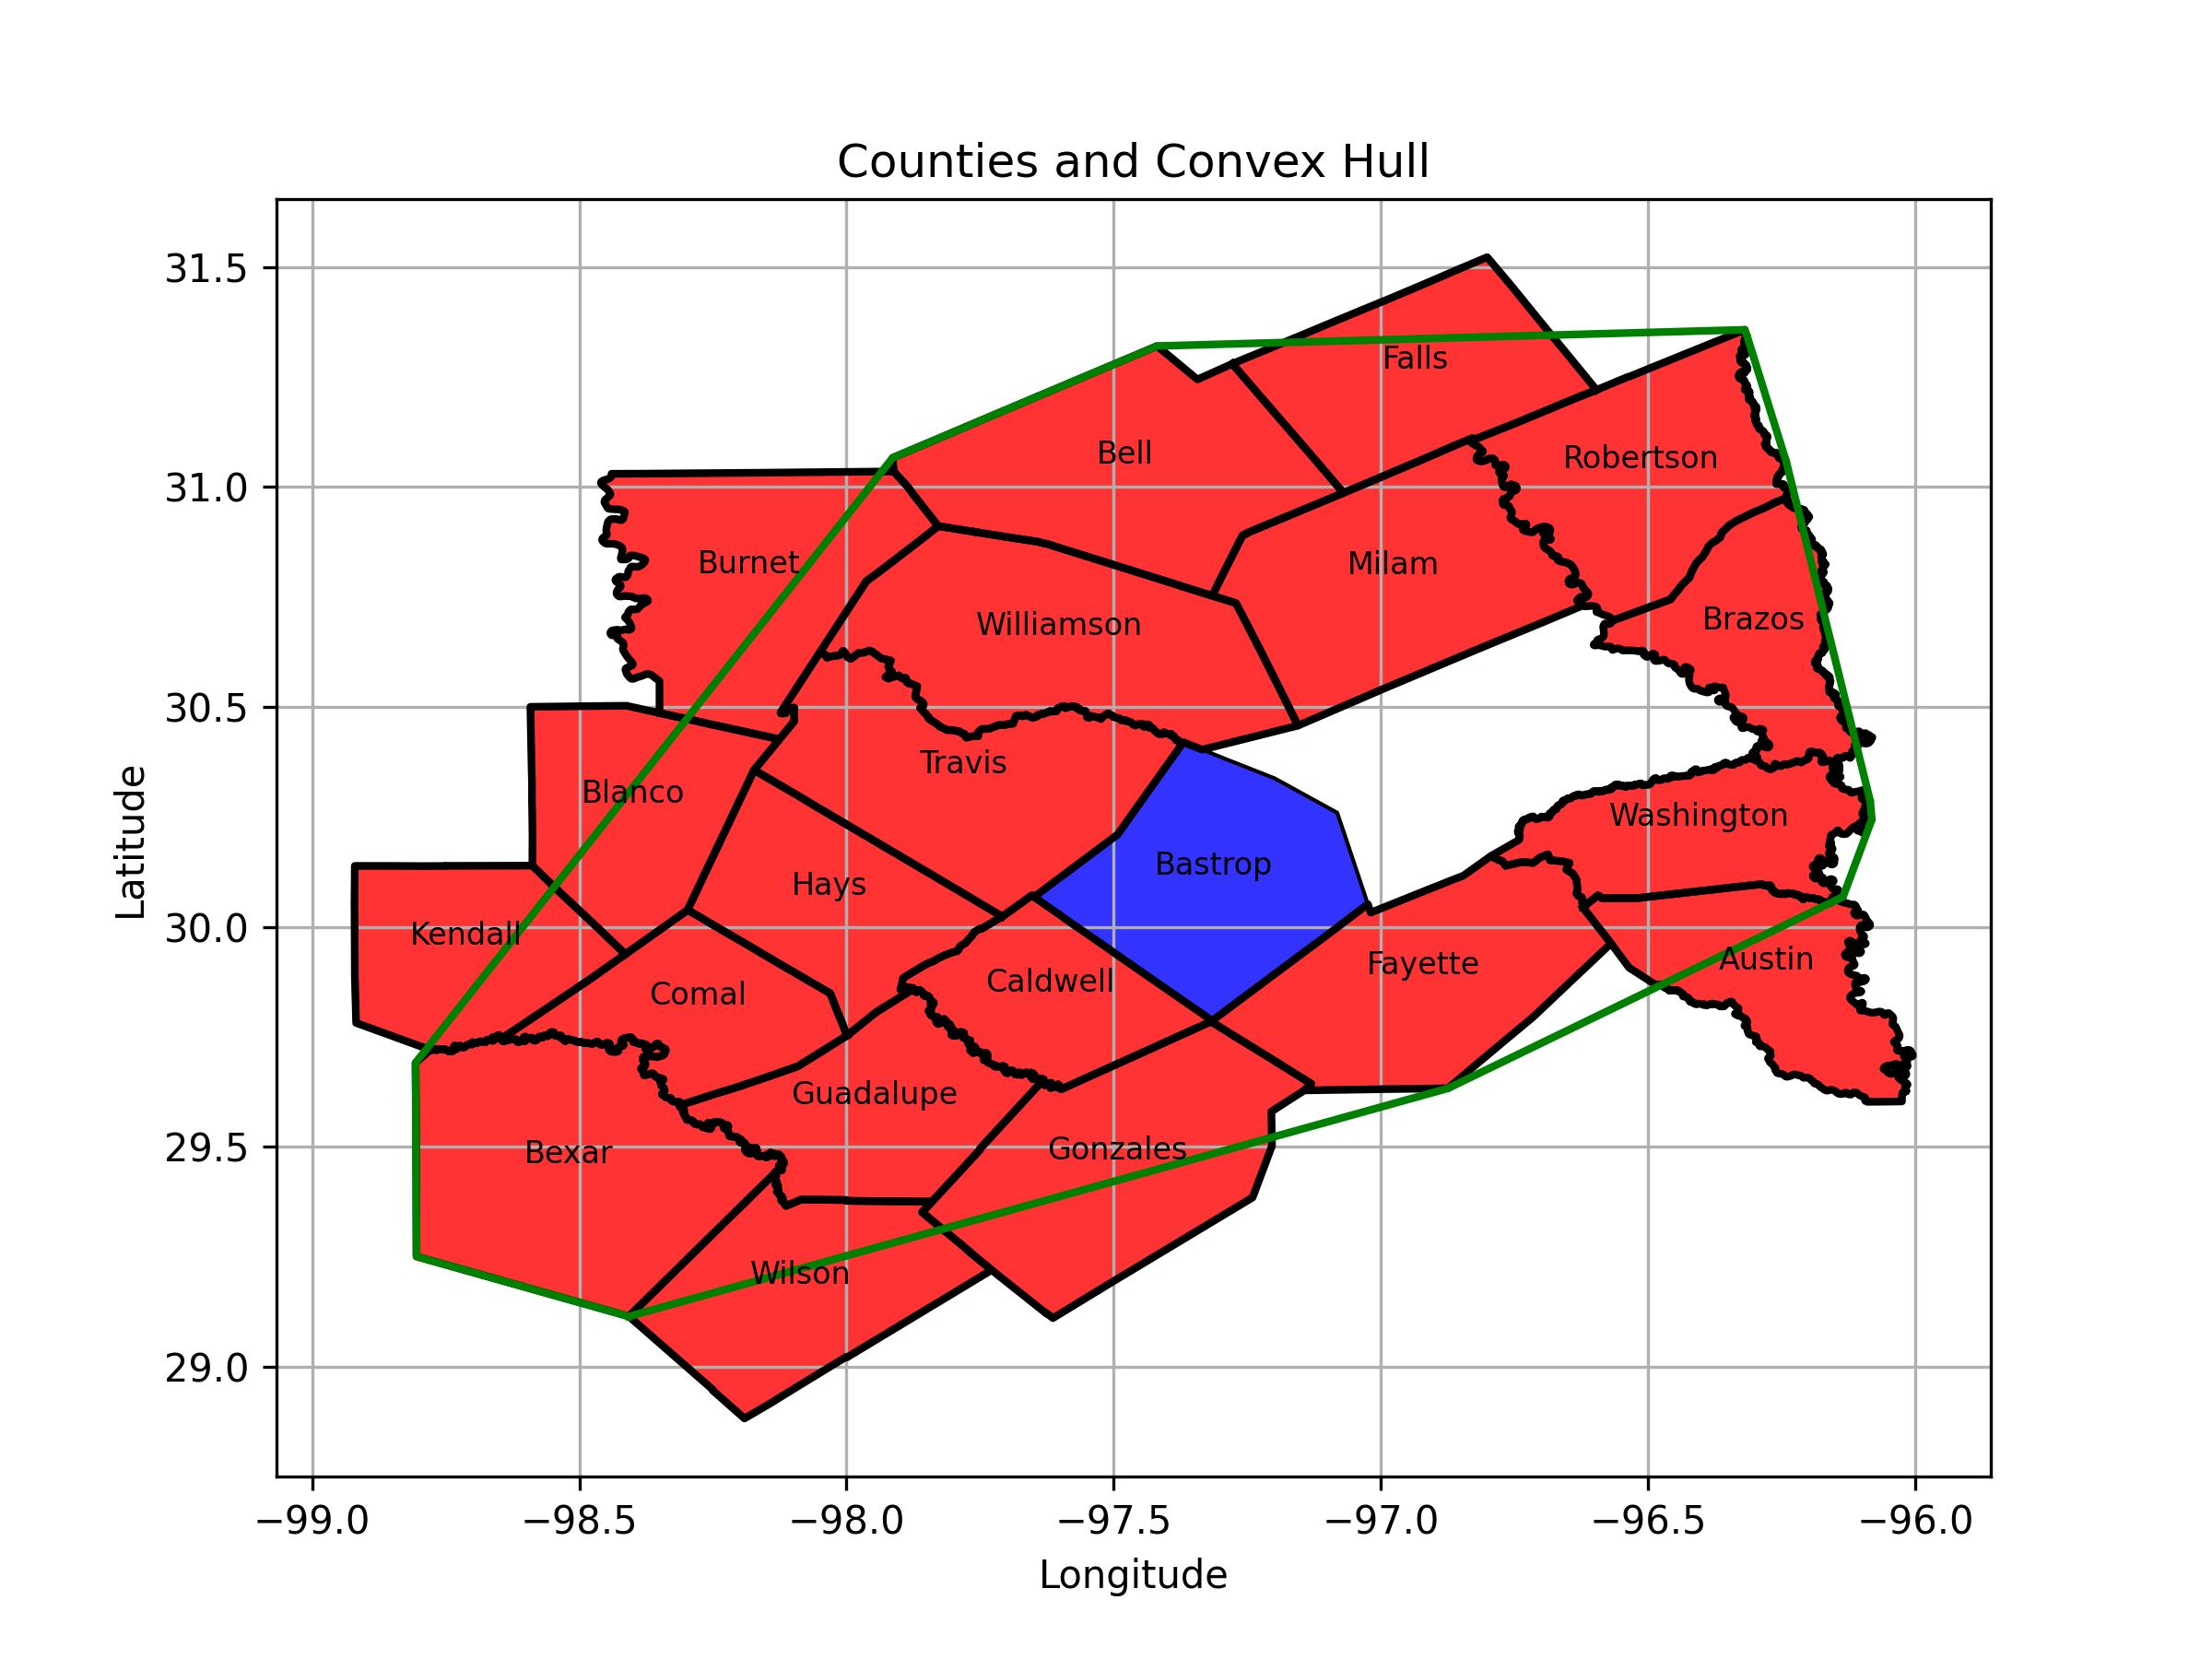 Counties and Convex Hull
31.5
Falls
Bell
Robertson
31.0
Burnet
Milam
Williamson
Brazos
30.5
Travis
Blanco
Washington
Bastrop
Hays
30.0
Kendall
Fayette
Austin
Caldwell
Comal
Guadalupe
29.5
Bexar
Gonzales
Wilson
29.0
Latitude
−99.0 −98.5 −98.0 −97.5 −97.0 −96.5 −96.0
Longitude